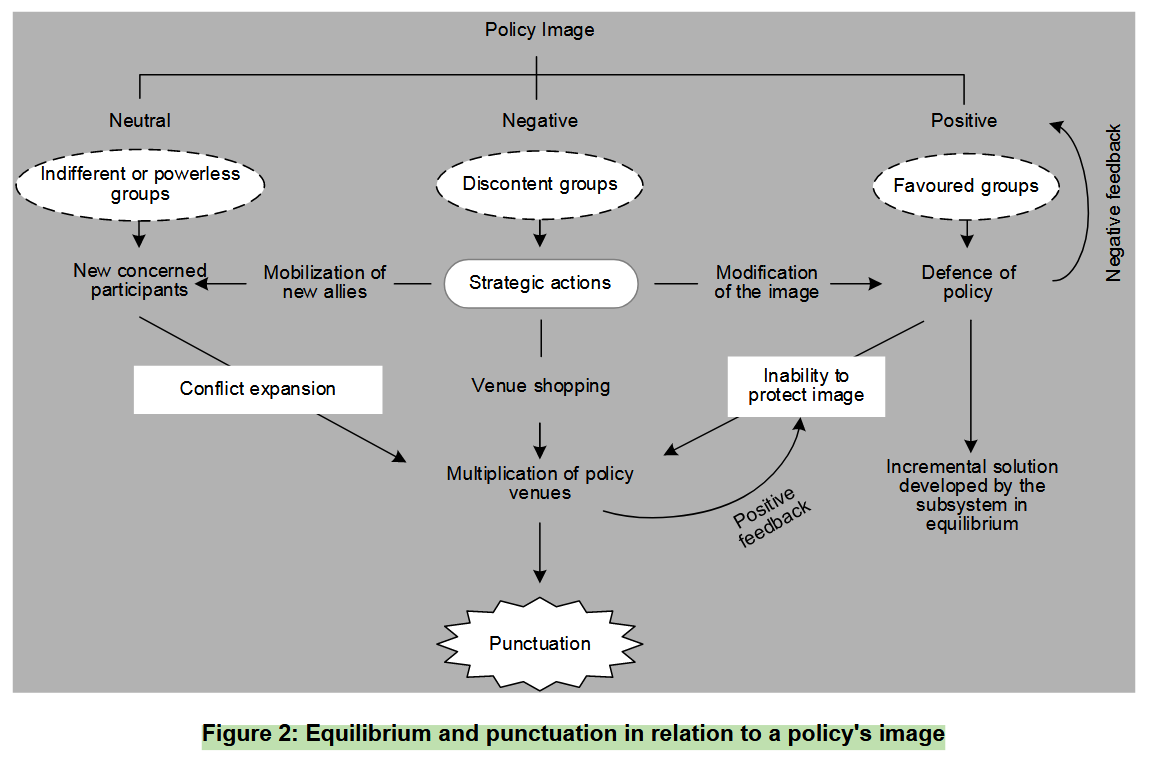 Policy Image
Neutral
Negative
Positive
Indifferent or powerless
groups
Discontent groups
Favoured groups
Negative feedback
New concerned
participants
Mobilization of
new allies
Strategic actions
Modification
of the image
Defence of
policy
Conflict expansion
Venue shopping
Inability to
protect image
Multiplication of policy
venues
Positive
feedback
Incremental solution
developed by the
subsystem in
equilibrium
Punctuation
Figure 2: Equilibrium and punctuation in relation to a policy's image